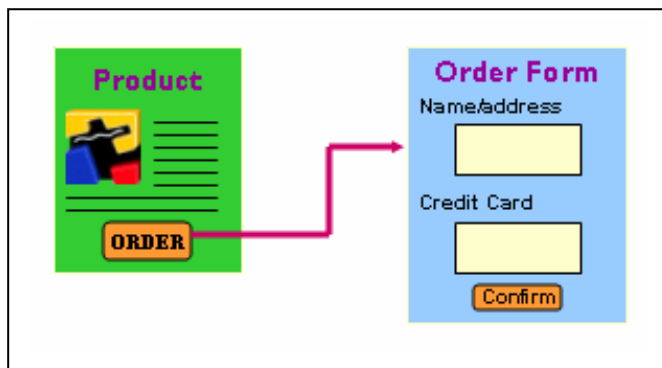 Product
ORDER
Order Form
Name/address
Credit Card
Confirm